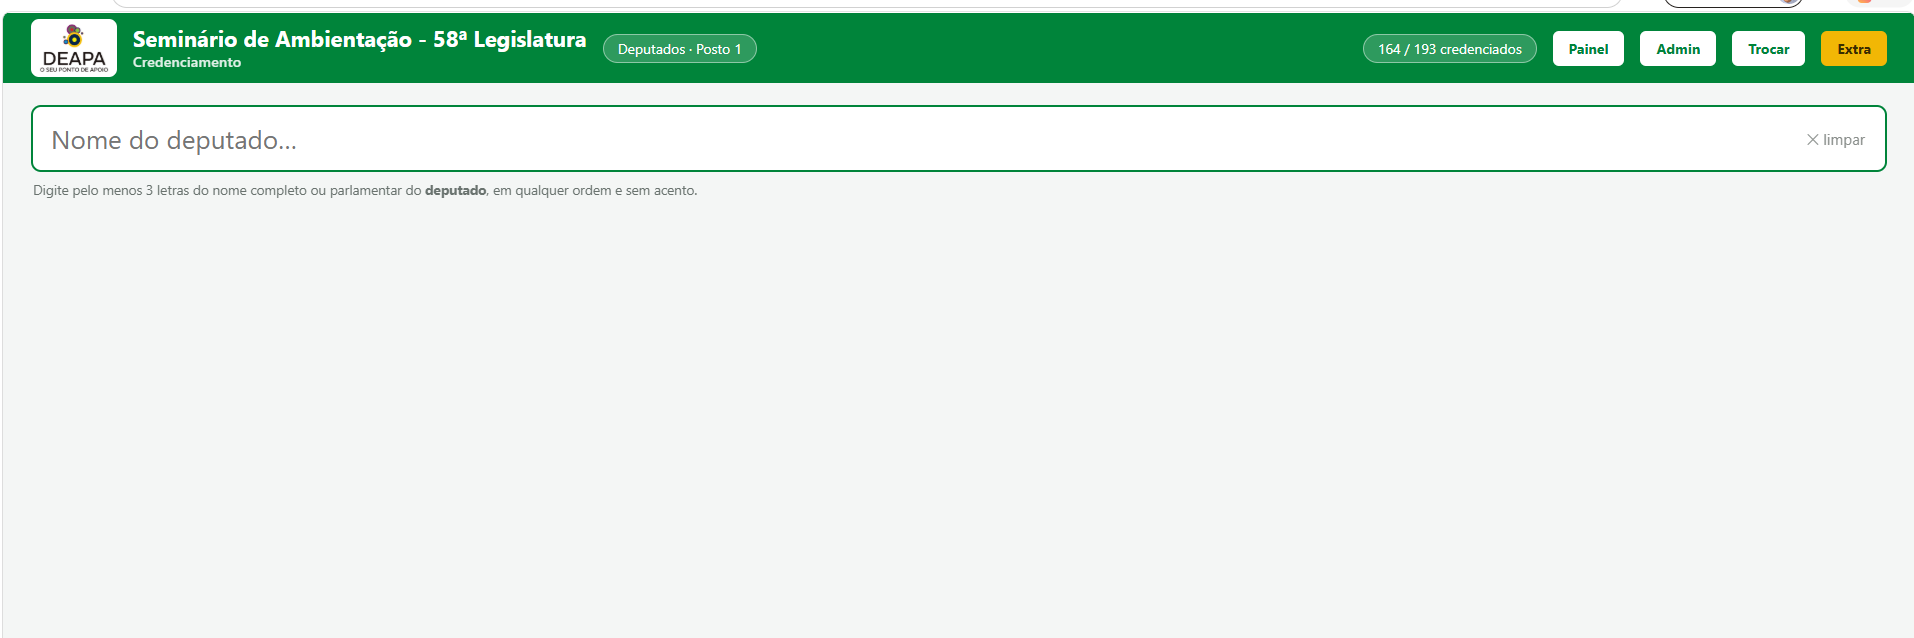 DEAPA
O SEU PONTO DE APOIO
Seminário de Ambientação - 58ª Legislatura
Credenciamento
Deputados · Posto 1
164 / 193 credenciados
Painel
Admin
Trocar
Extra
Nome do deputado...
× limpar
Digite pelo menos 3 letras do nome completo ou parlamentar do deputado, em qualquer ordem e sem acento.